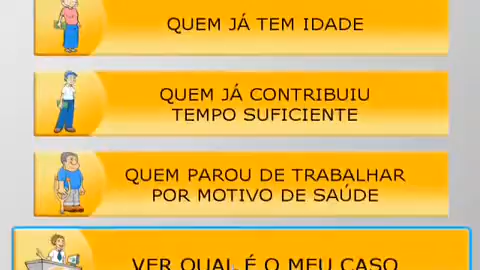 QUEM JÁ TEM IDADE
QUEM JÁ CONTRIBUIU
TEMPO SUFICIENTE
QUEM PAROU DE TRABALHAR
POR MOTIVO DE SAÚDE
VER QUAL É O MEU CASO